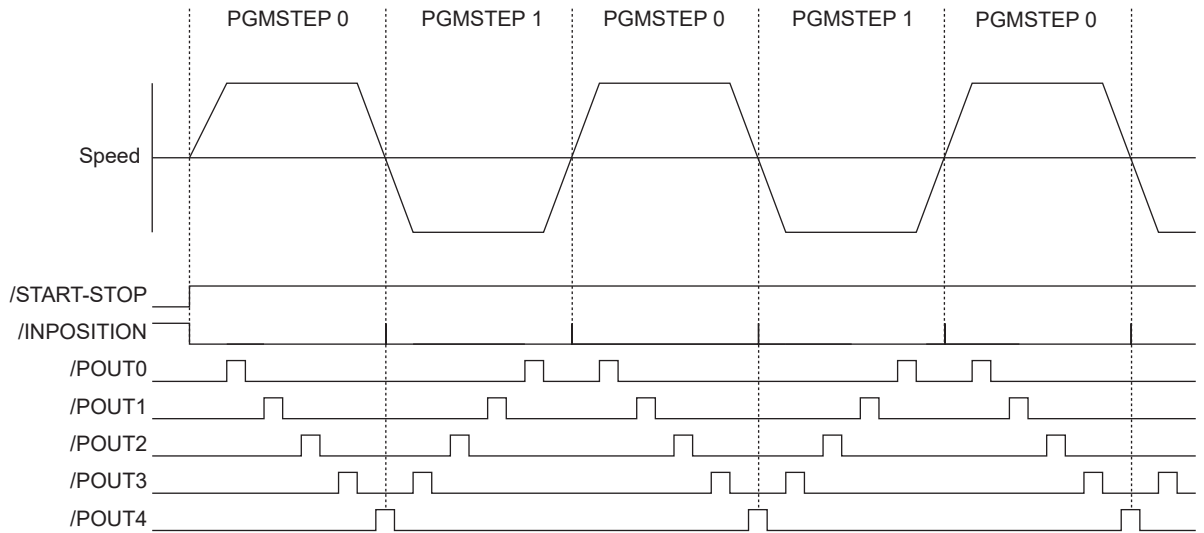 PGMSTEP 0 PGMSTEP 1 PGMSTEP 0 PGMSTEP 1 PGMSTEP 0
Speed
/START-STOP
/INPOSITION
/POUT0
/POUT1
/POUT2
/POUT3
/POUT4